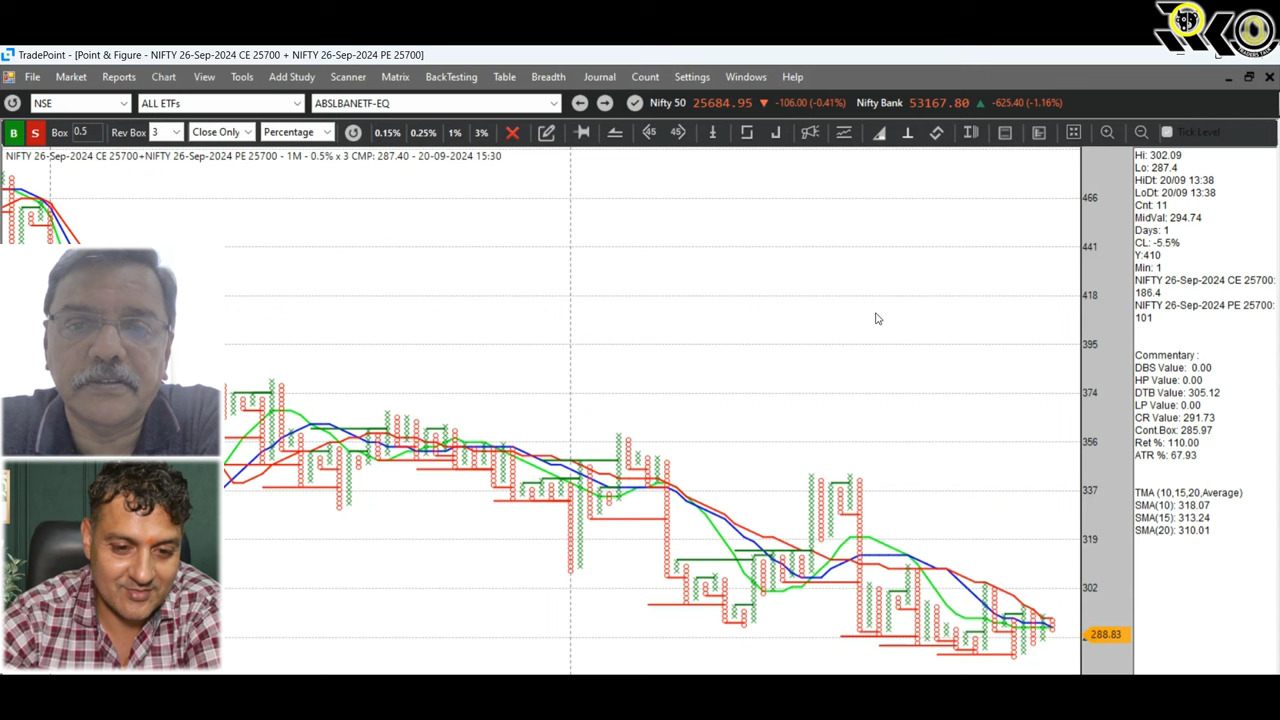 RKO
TRADERS TALK
TradePoint - [Point & Figure - NIFTY 26-Sep-2024 CE 25700 + NIFTY 26-Sep-2024 PE 25700]
File Market Reports Chart View Tools Add Study Scanner Matrix BackTesting Table Breadth Journal Count Settings Windows Help
NSE ALL ETFs ABSLBANETF-EQ Nifty 50 25684.95 ▼ -106.00 (-0.41%) Nifty Bank 53167.80 ▲ -625.40 (-1.16%)
B S Box 0.5 Rev Box 3 Close Only Percentage 0.15% 0.25% 1% 3% 45 45 Tick Level
NIFTY 26-Sep-2024 CE 25700+NIFTY 26-Sep-2024 PE 25700 - 1M - 0.5% x 3 CMP: 287.40 - 20-09-2024 15:30
466
441
418
395
374
356
337
319
302
288.83
Hi: 302.09
Lo: 287.4
HiDt: 20/09 13:38
LoDt: 20/09 13:38
Cnt: 11
MidVal: 294.74
Days: 1
CL: -5.5%
Y:410
Min: 1
NIFTY 26-Sep-2024 CE 25700:
186.4
NIFTY 26-Sep-2024 PE 25700:
101
Commentary :
DBS Value: 0.00
HP Value: 0.00
DTB Value: 305.12
LP Value: 0.00
CR Value: 291.73
Cont.Box: 285.97
Ret %: 110.00
ATR %: 67.93
TMA (10,15,20,Average)
SMA(10): 318.07
SMA(15): 313.24
SMA(20): 310.01